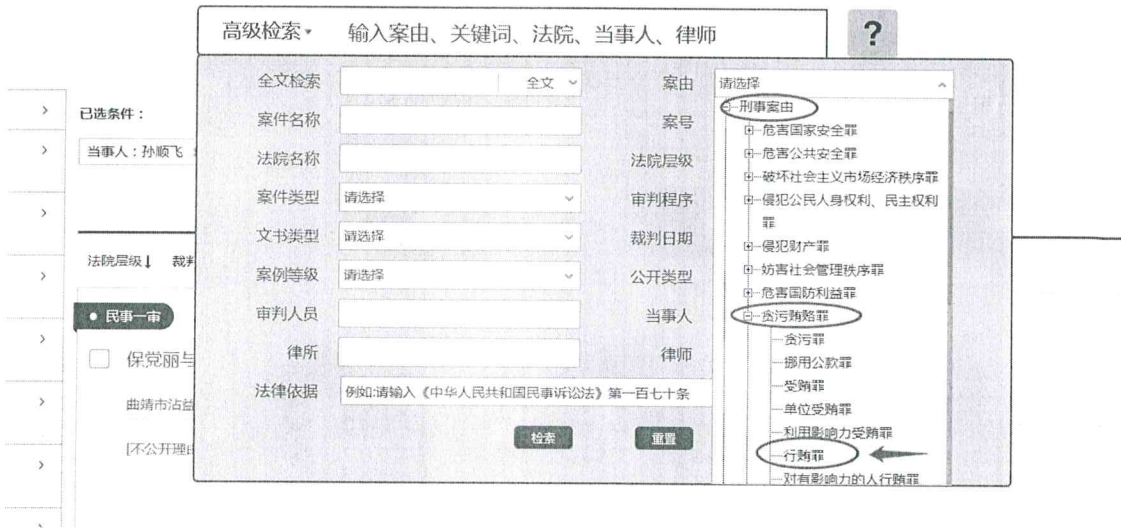 高级检索 输入案由、关键词、法院、当事人、律师 ?
全文检索 全文 案由 请选择
案件名称 案号
法院名称 法院层级
案件类型 请选择 审判程序
文书类型 请选择 裁判日期
案例等级 请选择 公开类型
审判人员 当事人
律所 律师
法律依据 例如:请输入《中华人民共和国民事诉讼法》第一百七十条
检索 重置
刑事案由
危害国家安全罪
危害公共安全罪
破坏社会主义市场经济秩序罪
侵犯公民人身权利、民主权利
罪
侵犯财产罪
妨害社会管理秩序罪
危害国防利益罪
贪污贿赂罪
贪污罪
挪用公款罪
受贿罪
单位受贿罪
利用影响力受贿罪
行贿罪
对有影响力的人行贿罪
已选条件：
当事人：孙顺飞
法院层级↓ 裁判
民事一审
保党丽与
曲靖市沾益
[不公开理由